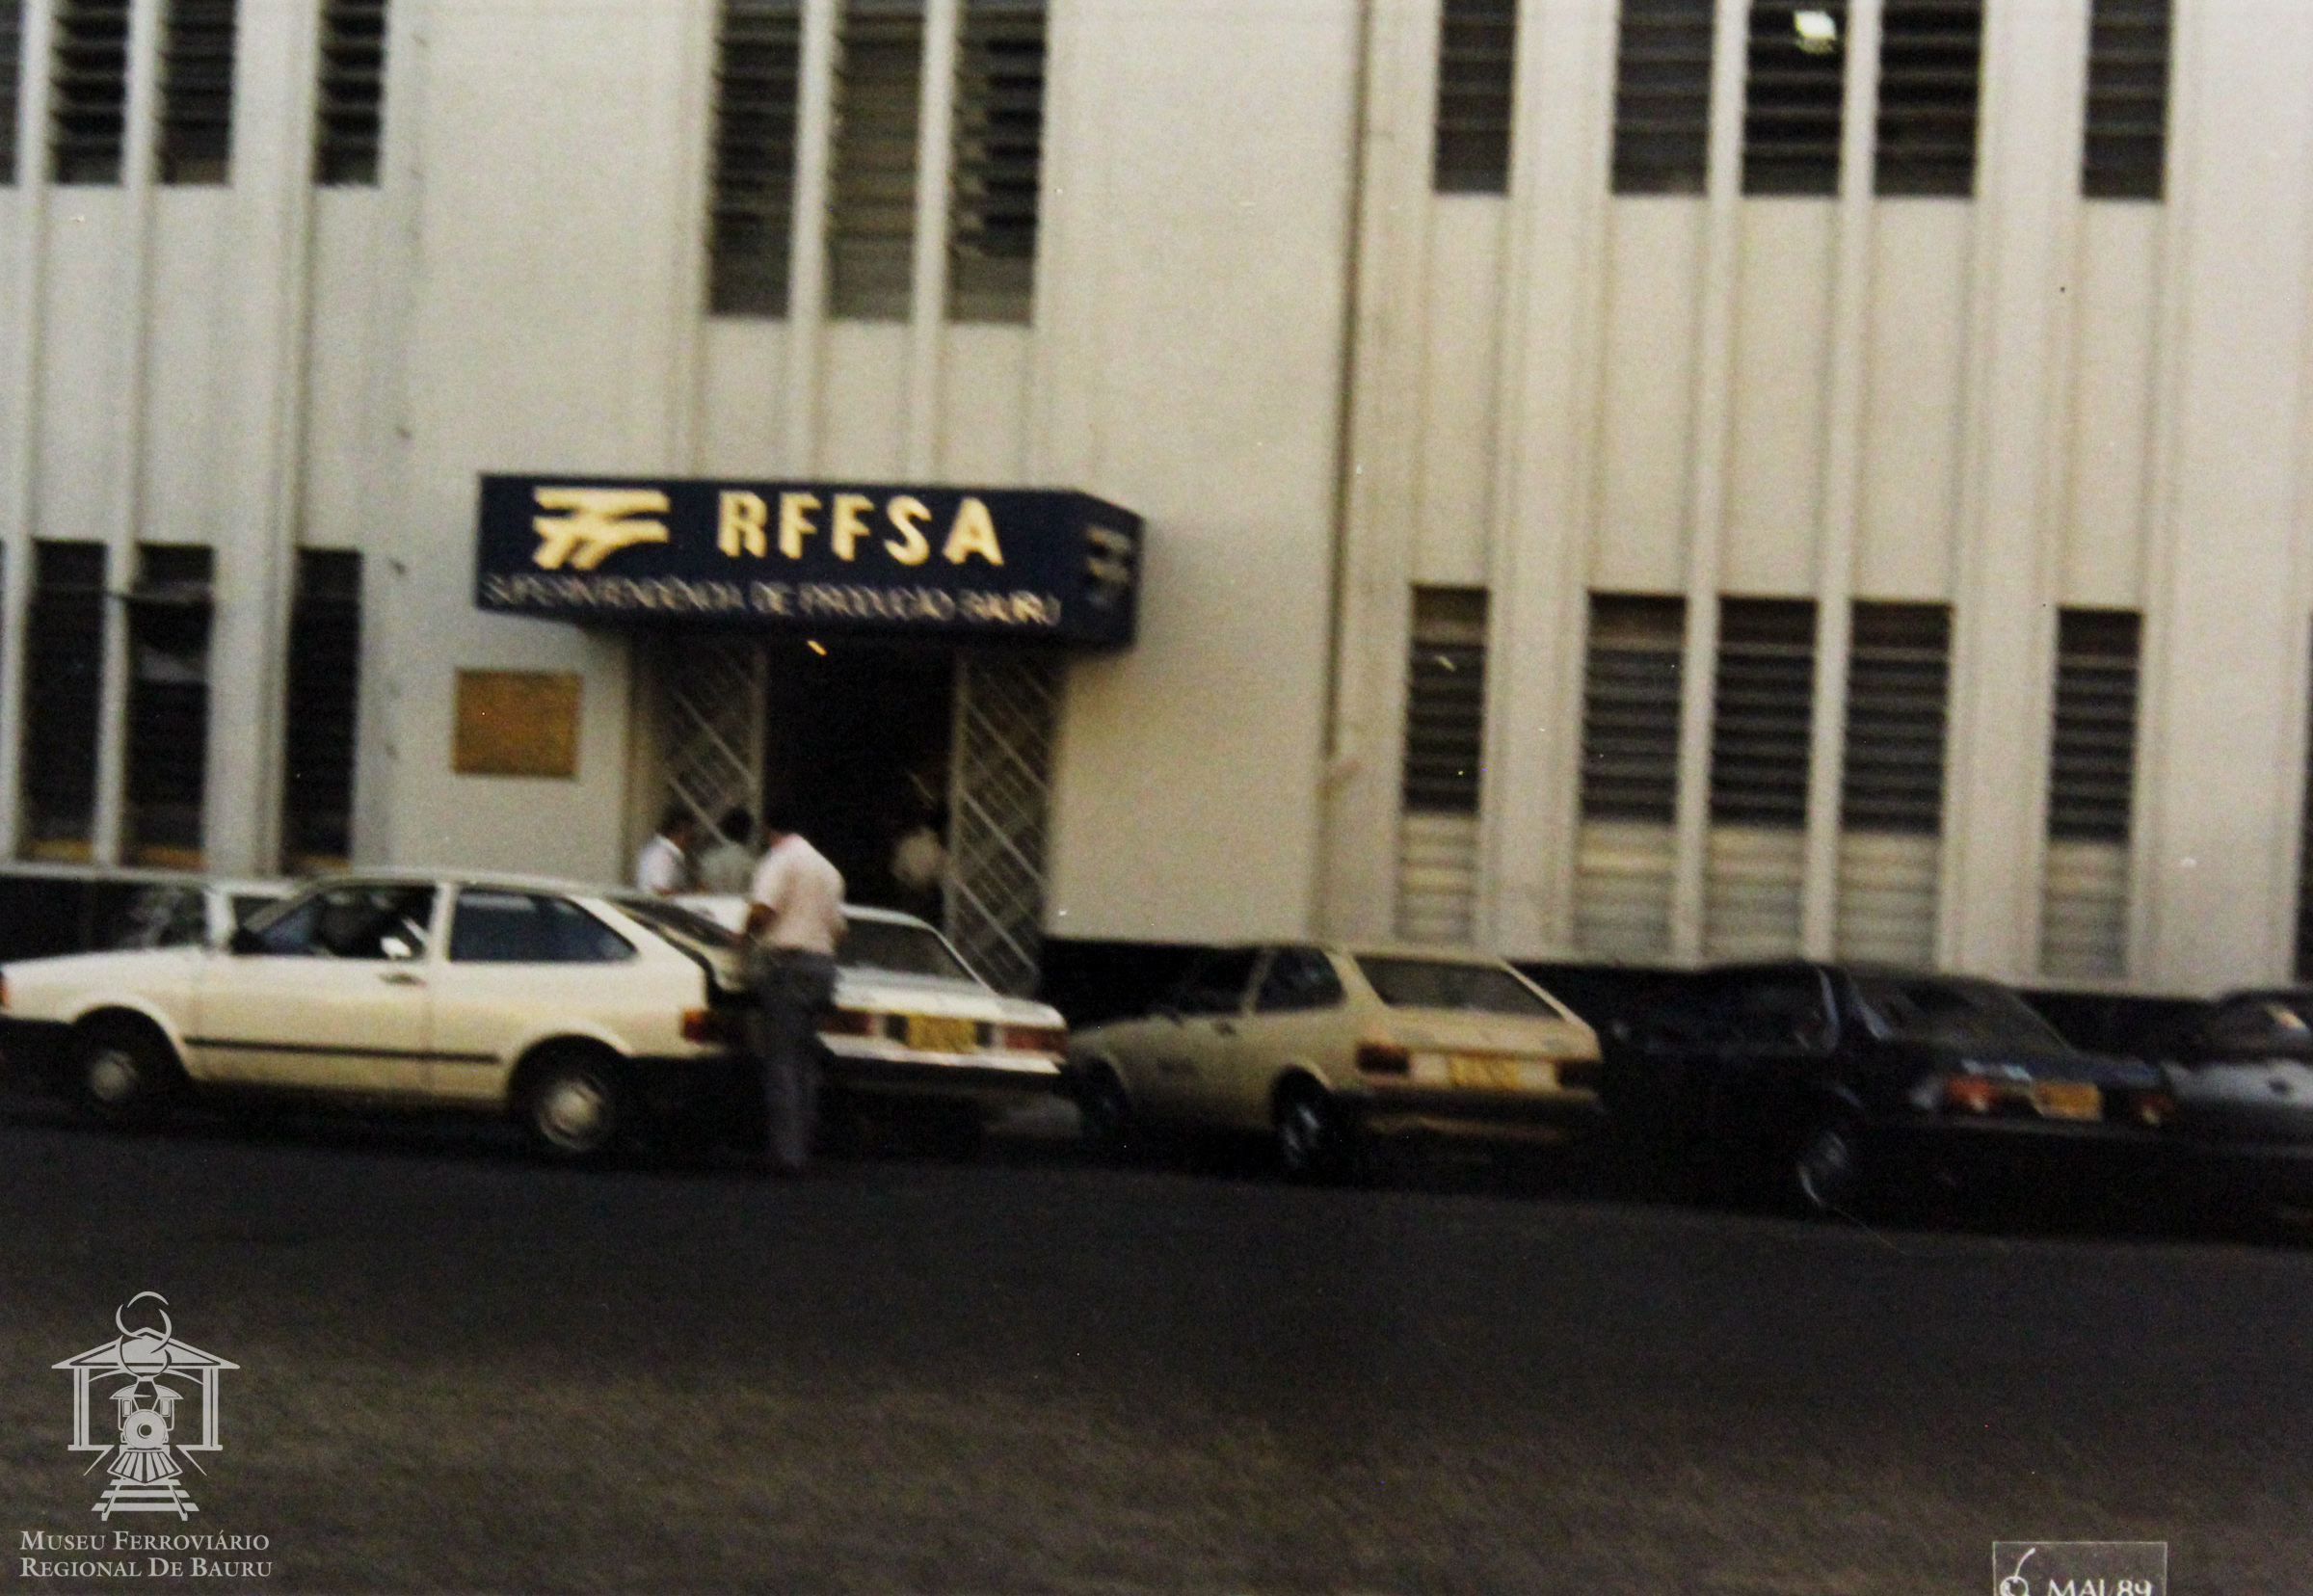 RFFSA
SUPERINTENDÊNCIA DE PRODUÇÃO BAURU
MUSEU FERROVIÁRIO
REGIONAL DE BAURU
MAI 89